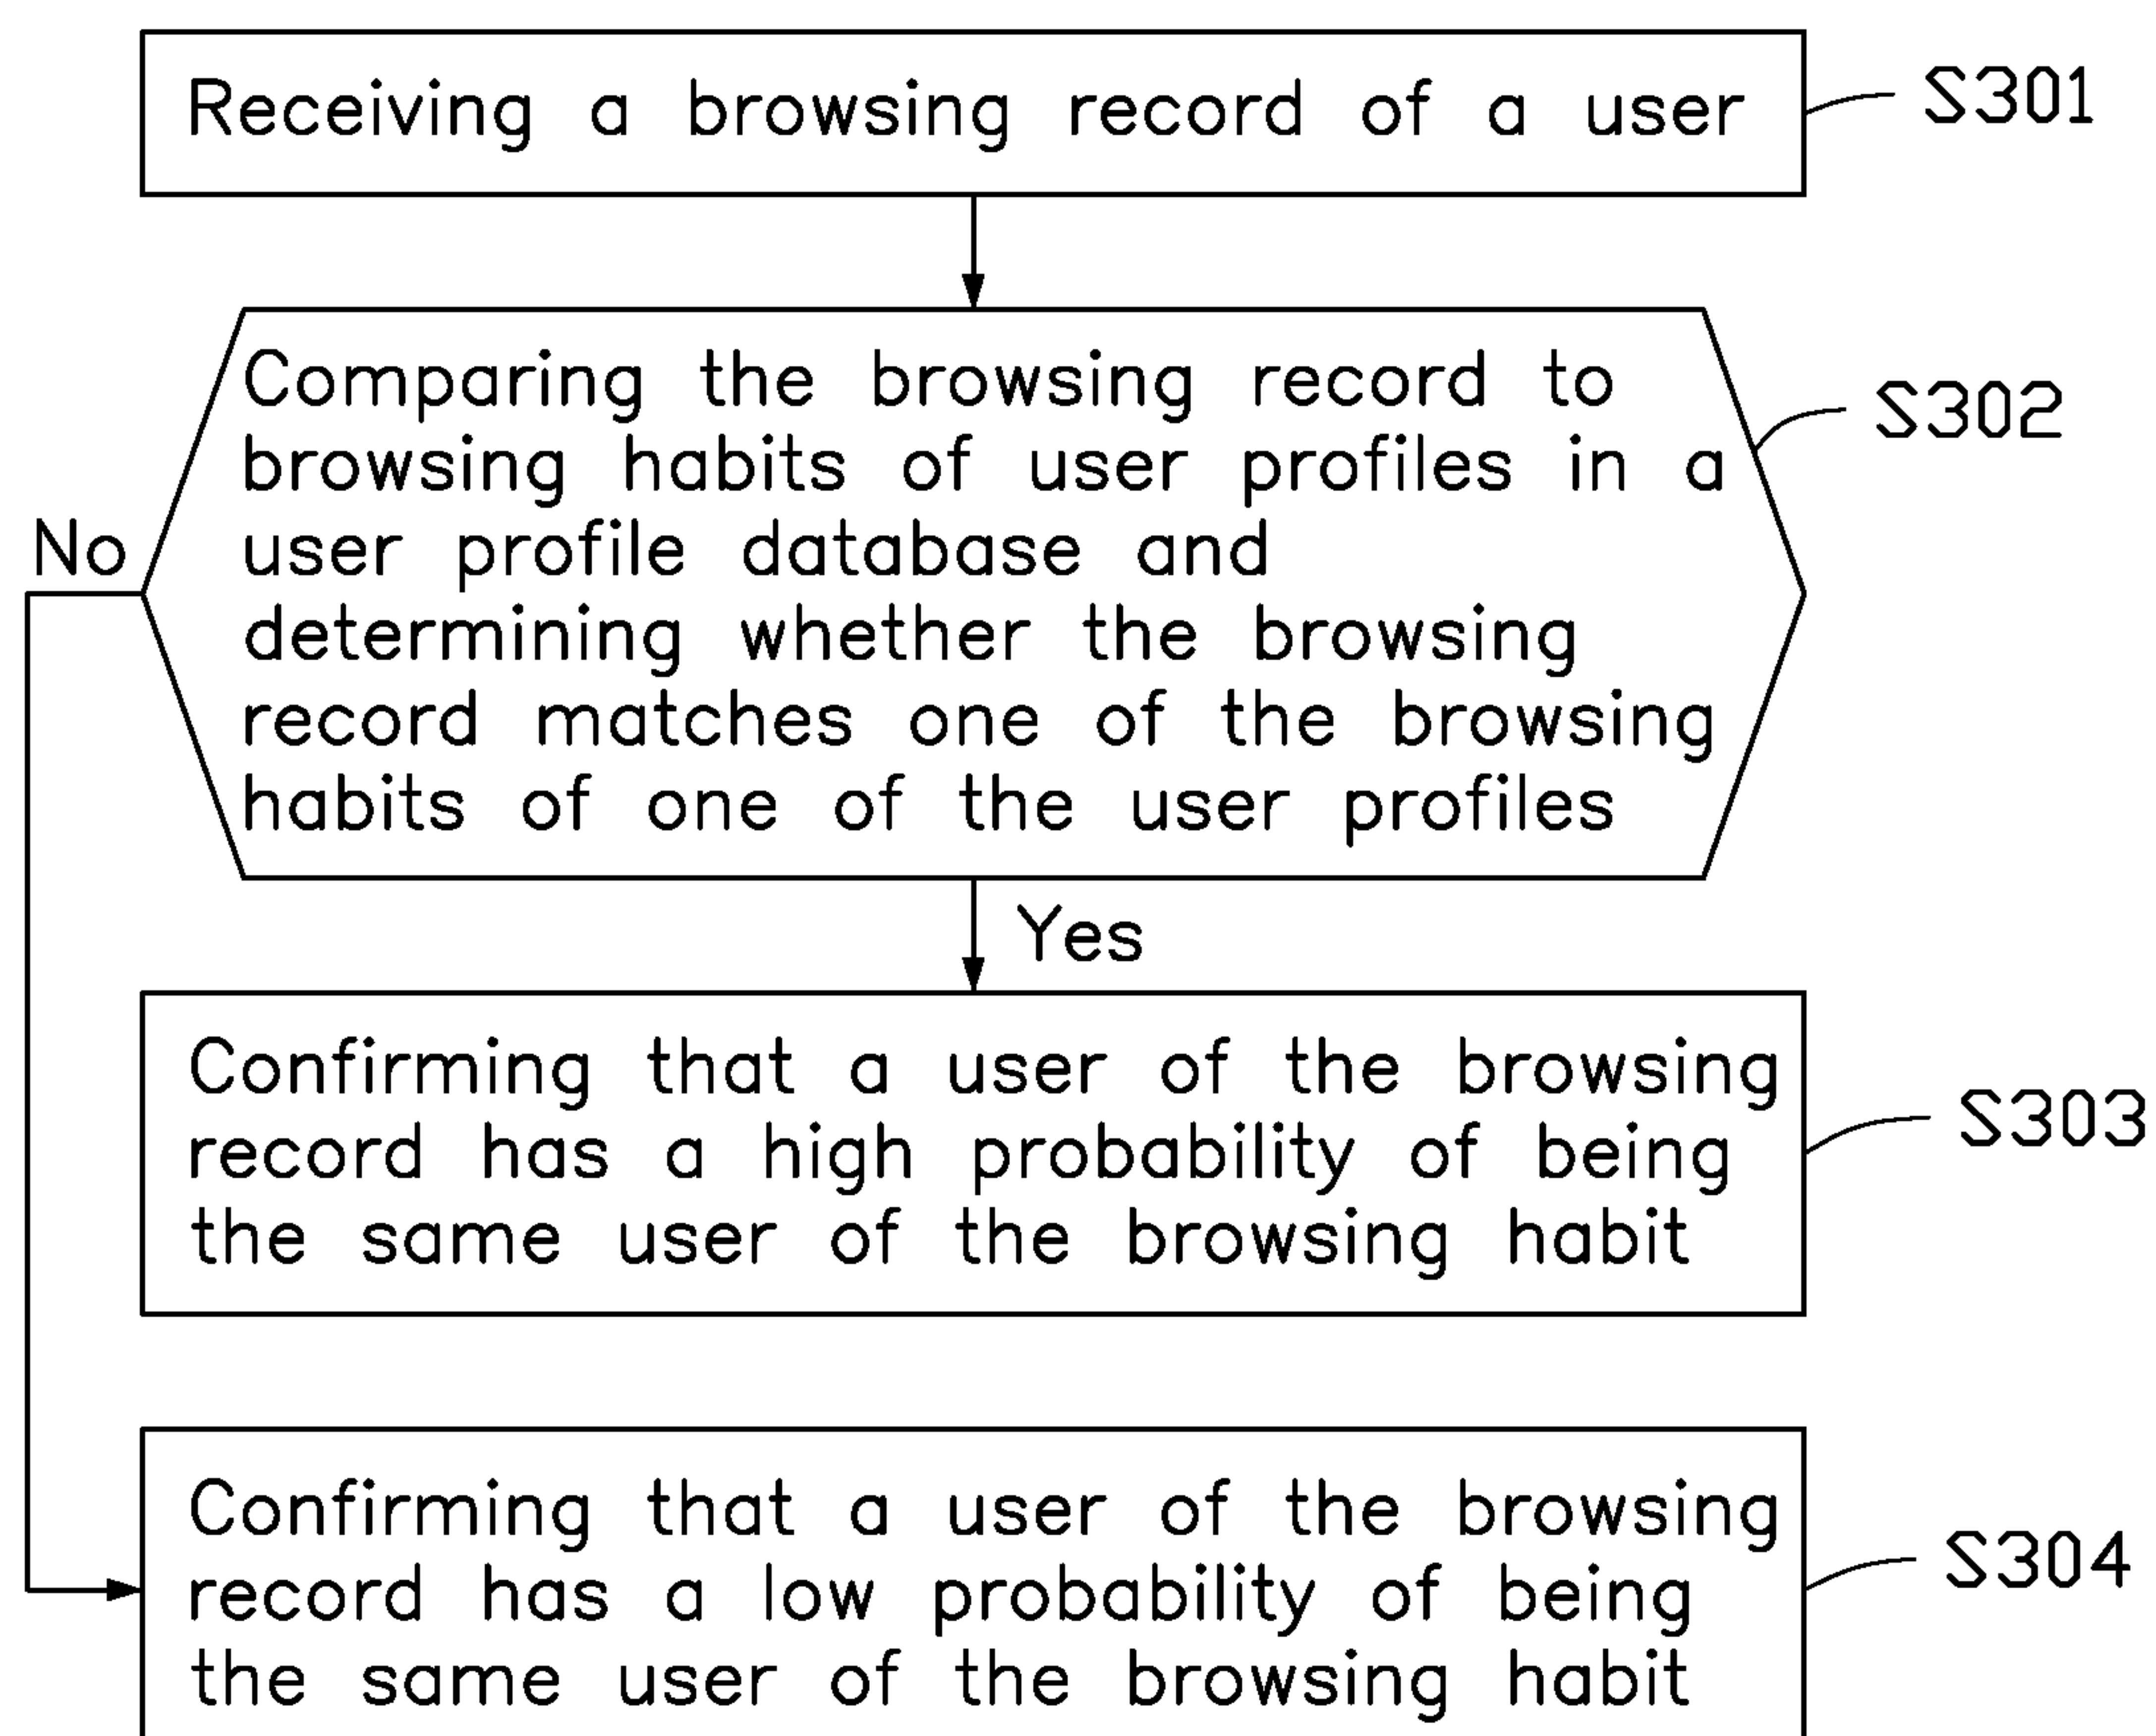 Receiving a browsing record of a user
S301
Comparing the browsing record to
browsing habits of user profiles in a
user profile database and
determining whether the browsing
record matches one of the browsing
habits of one of the user profiles
S302
No
Yes
Confirming that a user of the browsing
record has a high probability of being
the same user of the browsing habit
S303
Confirming that a user of the browsing
record has a low probability of being
the same user of the browsing habit
S304